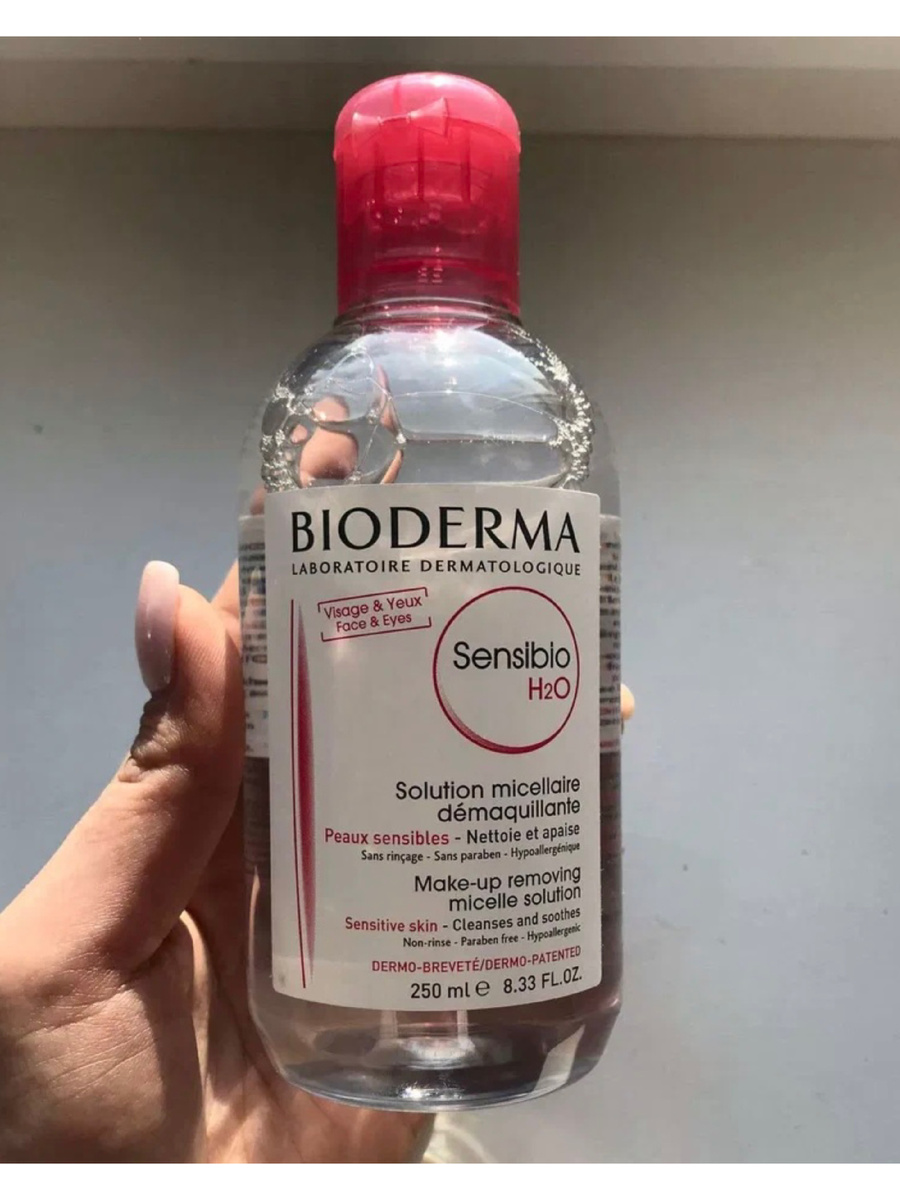 BIODERMA
LABORATOIRE DERMATOLOGIQUE
Visage & Yeux
Face & Eyes
Sensibio
H2O
Solution micellaire
démaquillante
Peaux sensibles - Nettoie et apaise
Sans rinçage - Sans paraben - Hypoallergénique
Make-up removing
micelle solution
Sensitive skin - Cleanses and soothes
Non-rinse - Paraben free - Hypoallergenic
DERMO-BREVETÉ/DERMO-PATENTED
250 ml ℮ 8.33 FL.OZ.